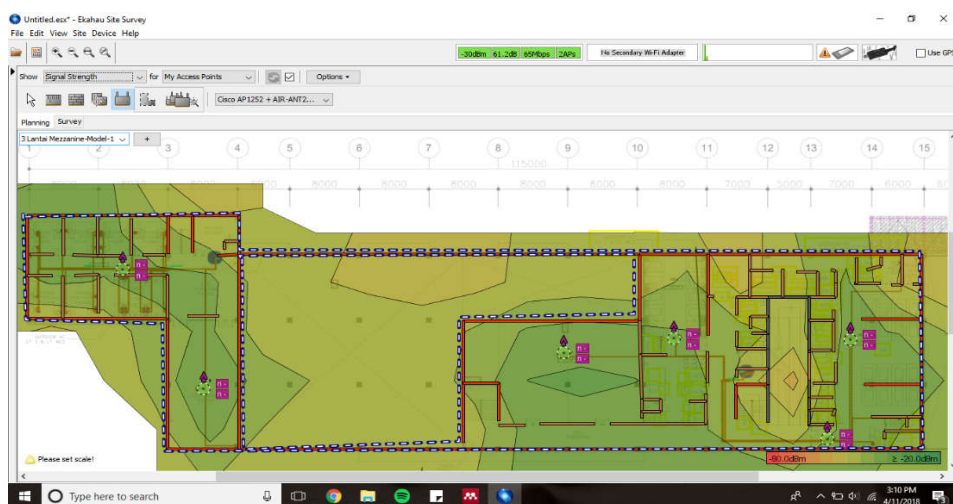 Untitled.esx* - Ekahau Site Survey
File Edit View Site Device Help
-30dBm 61.2dB 65Mbps 2APs
No Secondary Wi-Fi Adapter
Use GPS
Show Signal Strength for My Access Points Options
Cisco AP1252 + AIR-ANT2...
Planning Survey
3 Lantai Mezzanine-Model-1 +
1 2 3 4 5 6 7 8 9 10 11 12 13 14 15
115000
8000 8000 8000 8000 8000 8000 7000 5000 7000 6000
Please set scale!
-80.0dBm ≥ -20.0dBm
Type here to search
3:10 PM
4/11/2018